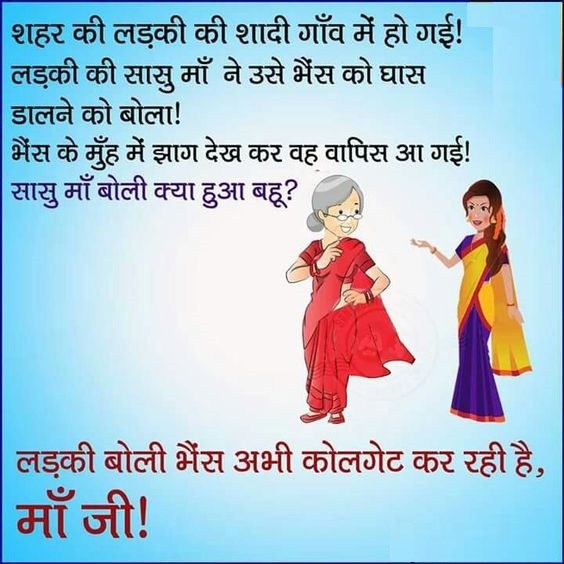 शहर की लड़की की शादी गाँव में हो गई!
लड़की की सासु माँ ने उसे भैंस को घास
डालने को बोला!
भैंस के मुँह में झाग देख कर वह वापिस आ गई!
सासु माँ बोली क्या हुआ बहू?
लड़की बोली भैंस अभी कोलगेट कर रही है,
माँ जी!